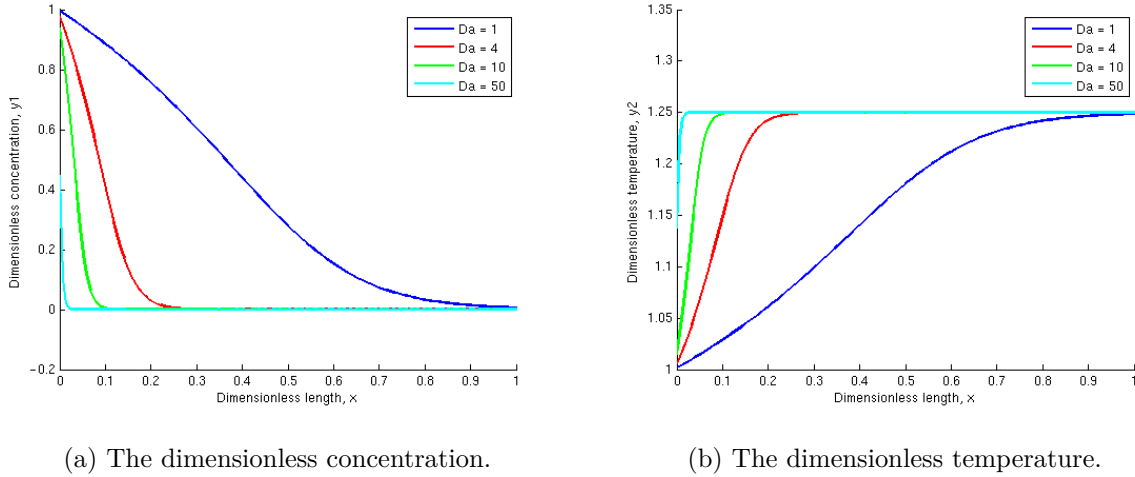 1
0.8
0.6
0.4
0.2
0
−0.2
Dimensionless concentration, y1
0
0.1
0.2
0.3
0.4
0.5
0.6
0.7
0.8
0.9
1
Dimensionless length, x
Da = 1
Da = 4
Da = 10
Da = 50
(a) The dimensionless concentration.
1.35
1.3
1.25
1.2
1.15
1.1
1.05
1
Dimensionless temperature, y2
0
0.1
0.2
0.3
0.4
0.5
0.6
0.7
0.8
0.9
1
Dimensionless length, x
Da = 1
Da = 4
Da = 10
Da = 50
(b) The dimensionless temperature.